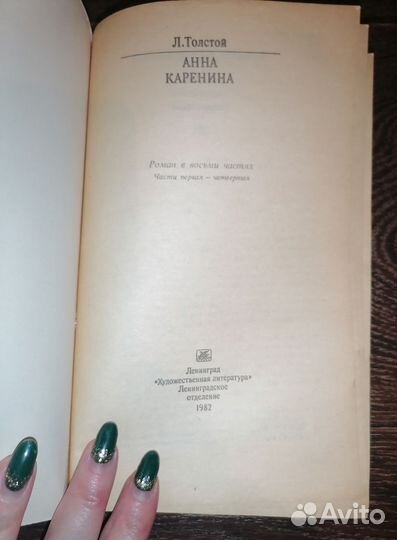 Л.Толстой
АННА
КАРЕНИНА
Роман в восьми частях
Части первая – четвертая
Ленинград
"Художественная литература"
Ленинградское
отделение
1982
Avito